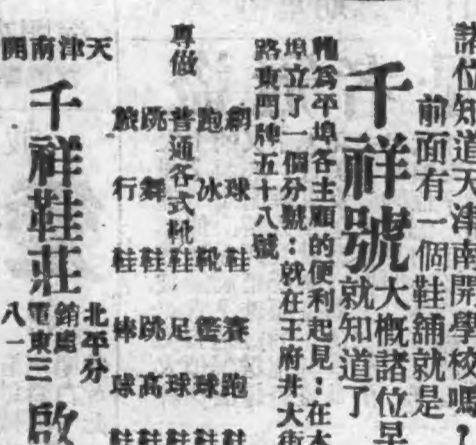 諸位知道天津南開學校嗎
前面有一個鞋舖就是
千祥號大概諸位早
就知道了
牠爲平埠各主顧的便利起見：在本
埠立了一個分號：就在王府井大街
路東門牌五十八號
專做
網球鞋 賽跑鞋
跑冰靴 籃球鞋
普通各式靴鞋 足球鞋
跳舞鞋 跳高鞋
旅行鞋 棒球鞋
天津南開
千祥鞋莊 啟
北平分
銷處
電東三
八一